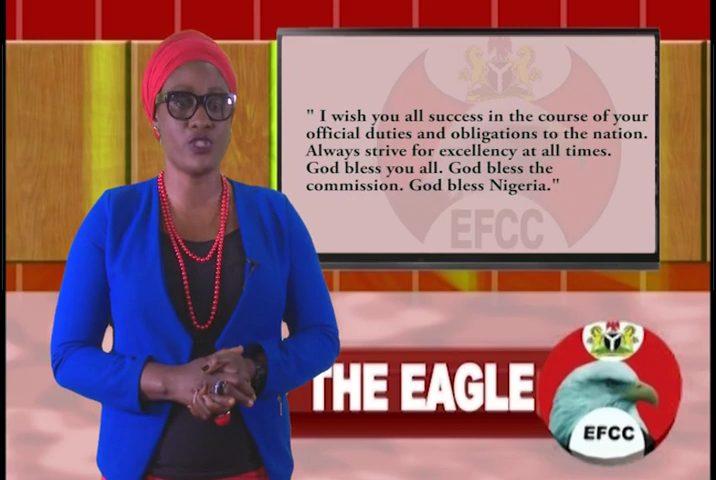 " I wish you all success in the course of your
official duties and obligations to the nation.
Always strive for excellency at all times.
God bless you all. God bless the
commission. God bless Nigeria."
EFCC
THE EAGLE
EFCC